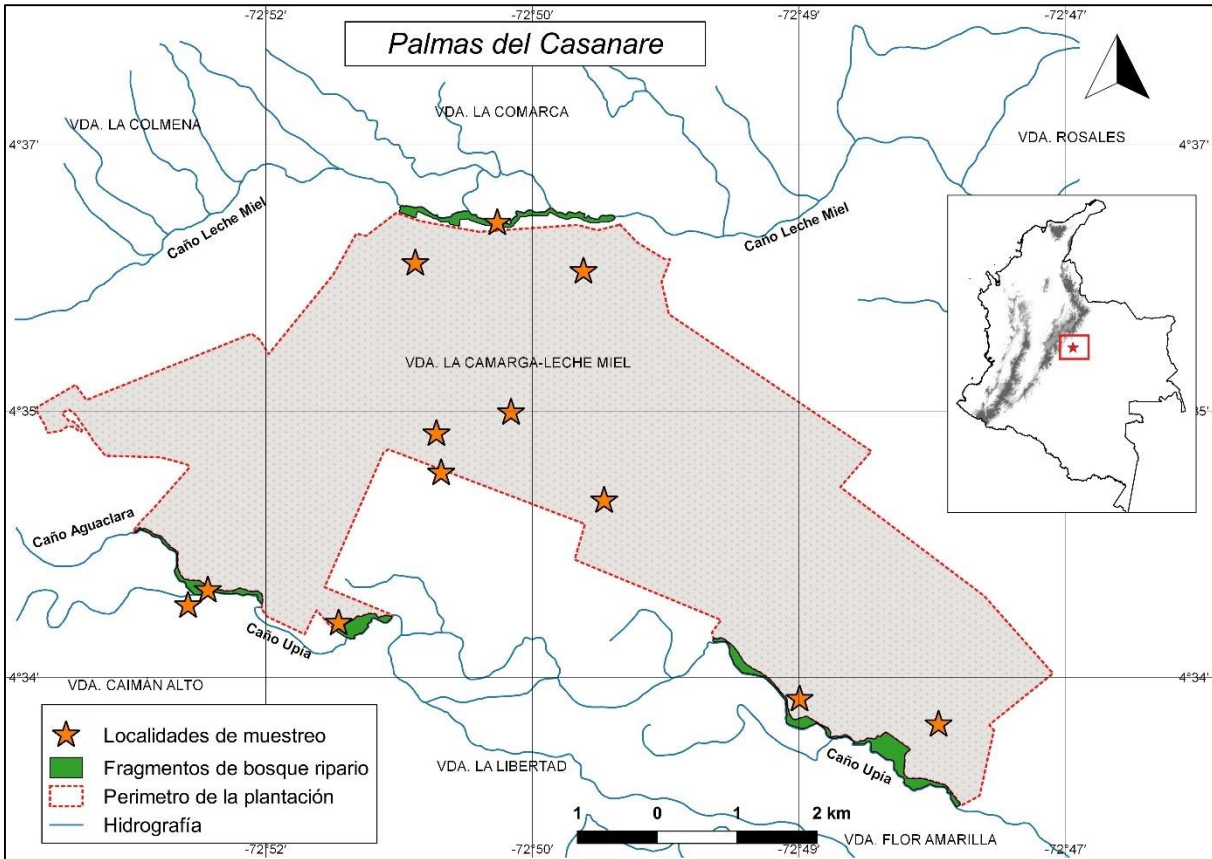 -72°52' -72°50' -72°49' -72°47'
Palmas del Casanare
VDA. LA COMARCA
VDA. LA COLMENA
VDA. ROSALES
4°37' 4°37'
Caño Leche Miel
Caño Leche Miel
VDA. LA CAMARGA-LECHE MIEL
4°35' 35'
Caño Aguaclara
Caño Upía
4°34' 4°34'
VDA. CAIMÁN ALTO
Localidades de muestreo
Fragmentos de bosque ripario
Perimetro de la plantación
Hidrografía
VDA. LA LIBERTAD
Caño Upía
1 0 1 2 km
VDA. FLOR AMARILLA
-72°52' -72°50' -72°49' -72°47'